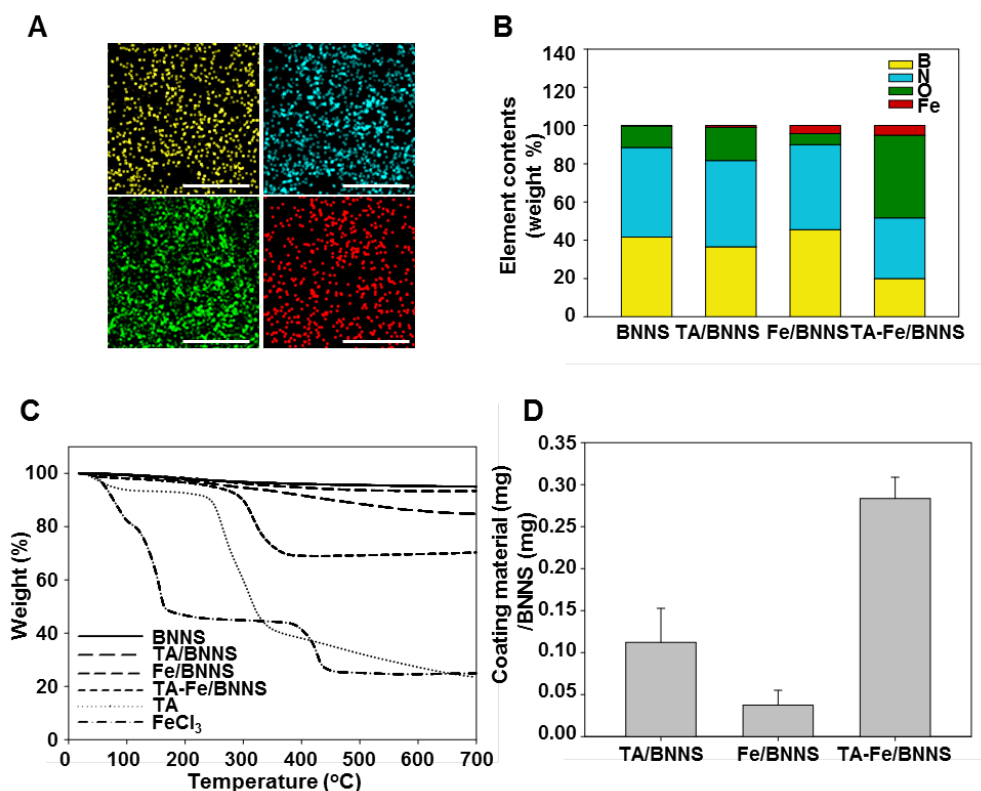 A
B
Element contents
(weight %)
140
120
100
80
60
40
20
0
B
N
O
Fe
BNNS TA/BNNS Fe/BNNS TA-Fe/BNNS
C
Weight (%)
100
80
60
40
20
0
BNNS
TA/BNNS
Fe/BNNS
TA-Fe/BNNS
TA
FeCl₃
0 100 200 300 400 500 600 700
Temperature (°C)
D
Coating material (mg)
/BNNS (mg)
0.35
0.30
0.25
0.20
0.15
0.10
0.05
0.00
TA/BNNS Fe/BNNS TA-Fe/BNNS